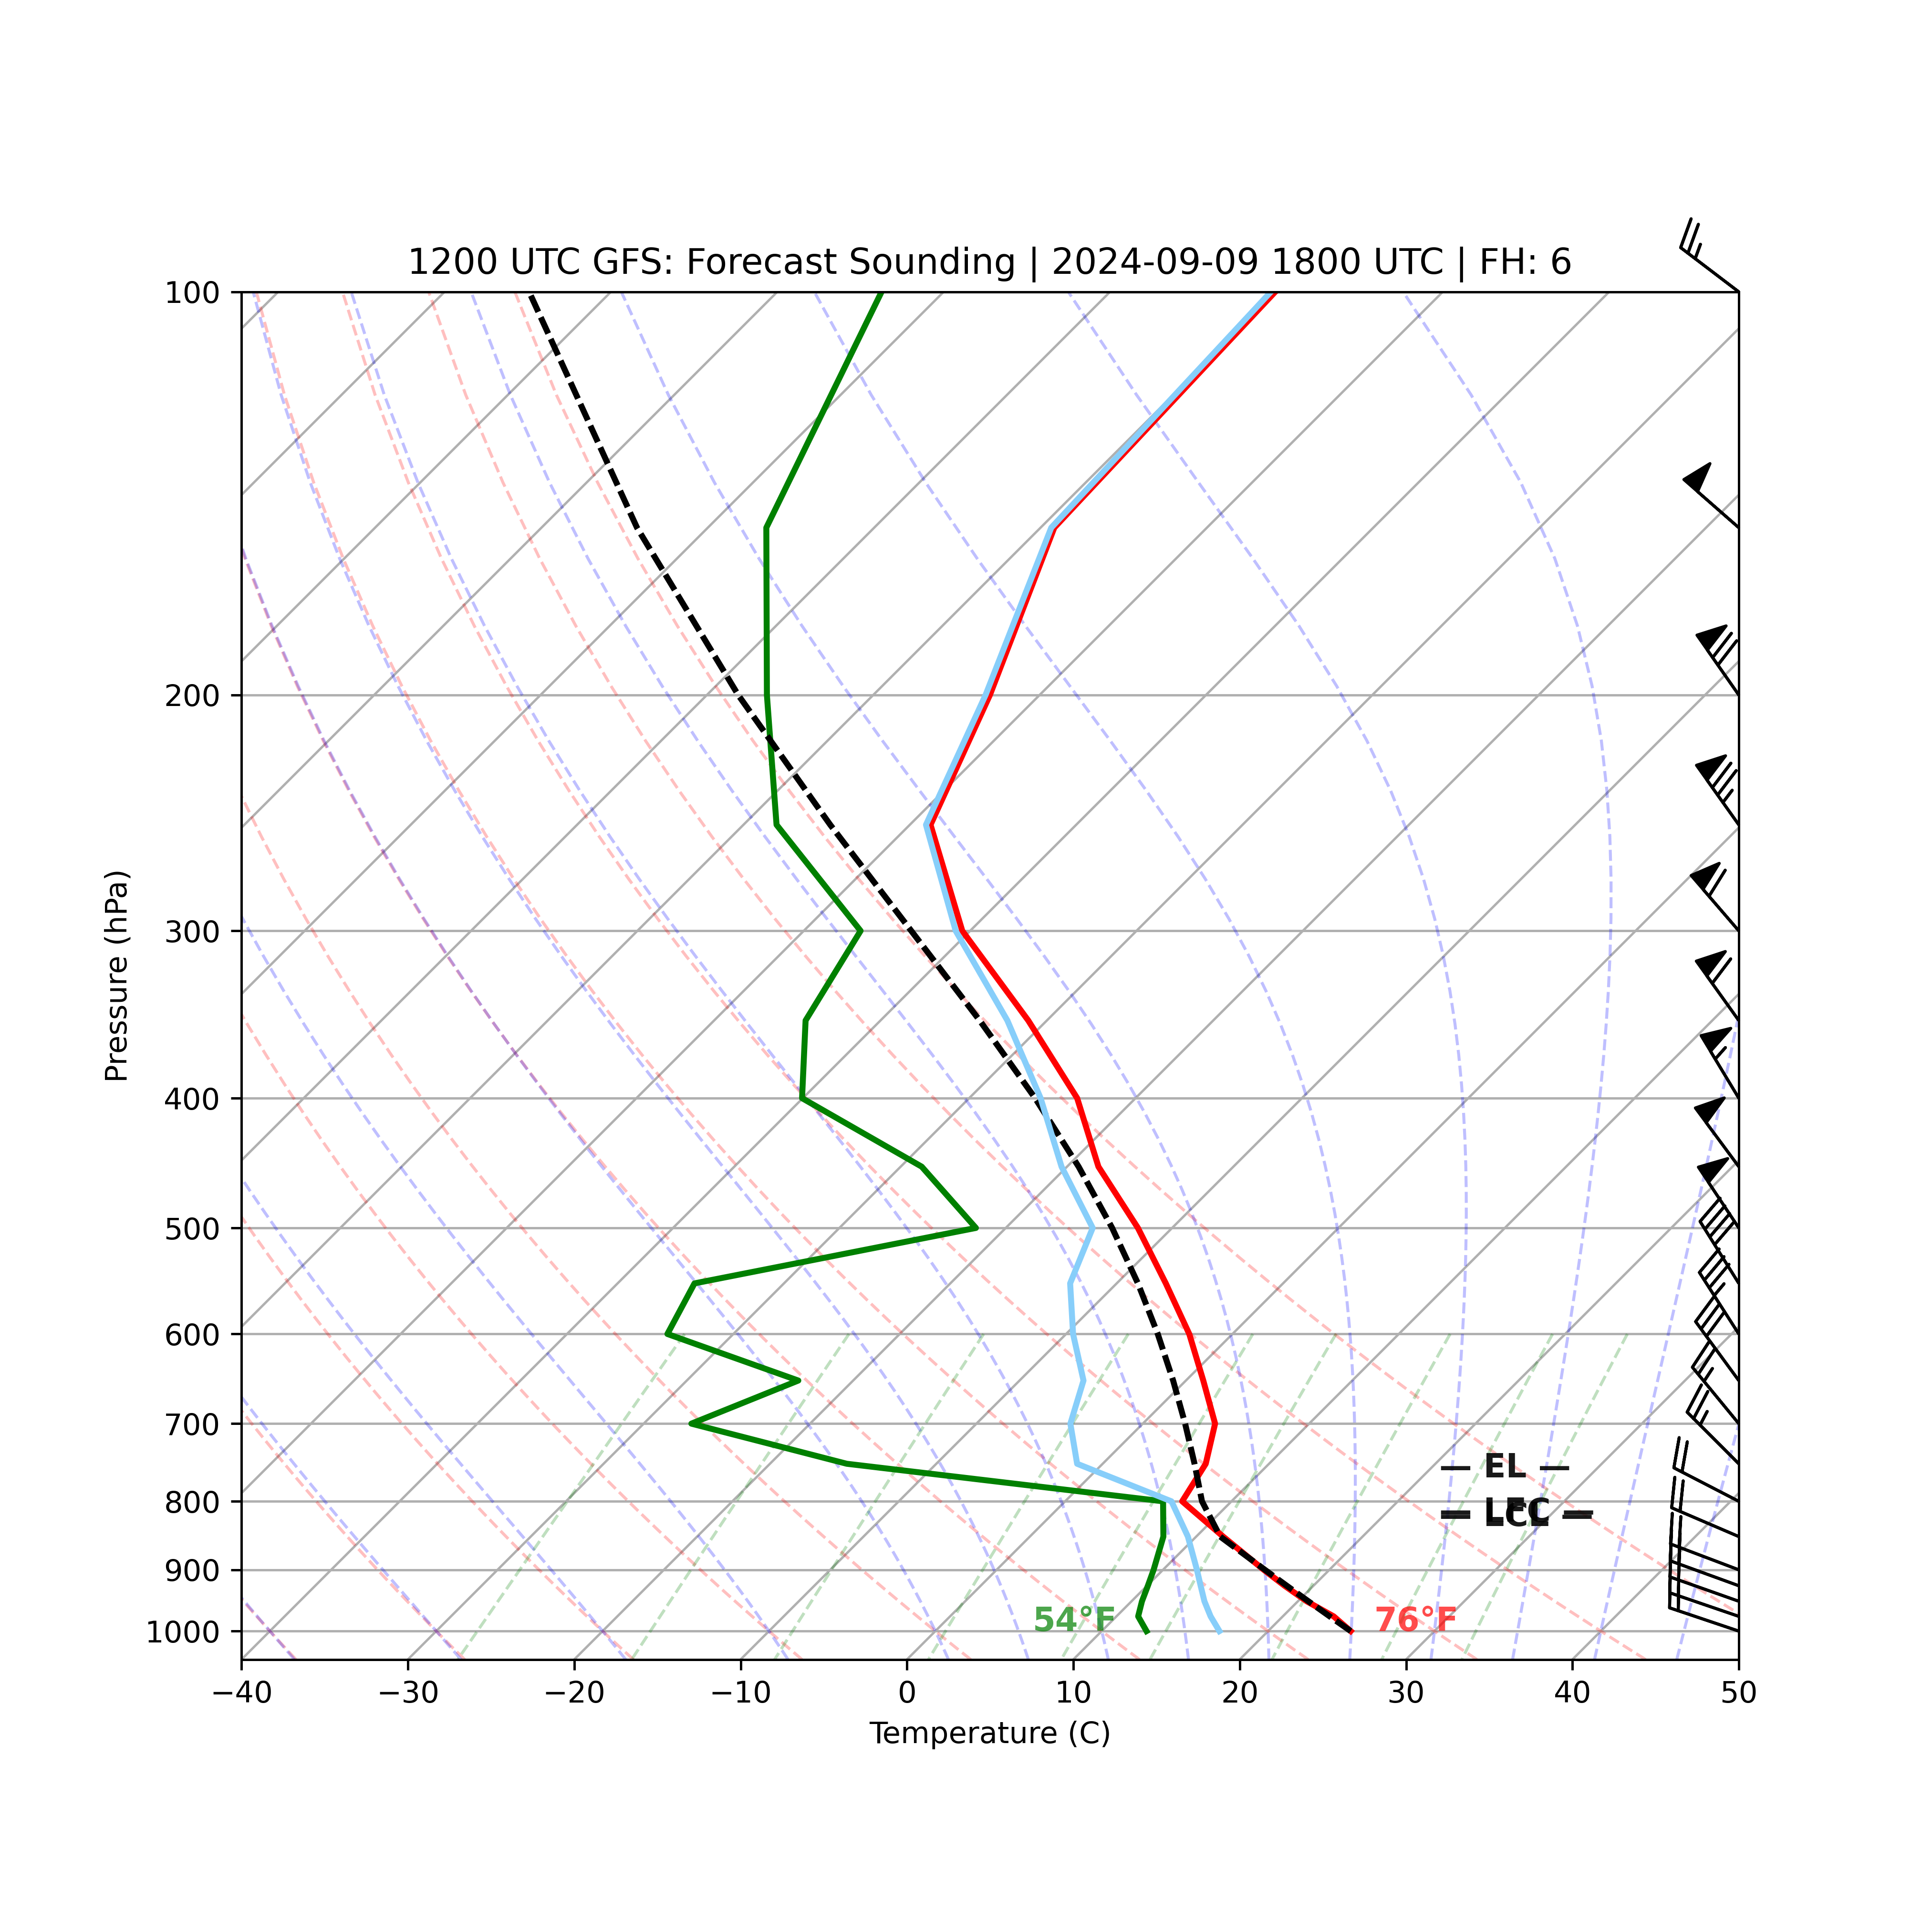 1200 UTC GFS: Forecast Sounding | 2024-09-09 1800 UTC | FH: 6
100
200
300
400
500
600
700
800
900
1000
Pressure (hPa)
— EL —
— LCL —
54°F
76°F
−40 −30 −20 −10 0 10 20 30 40 50
Temperature (C)